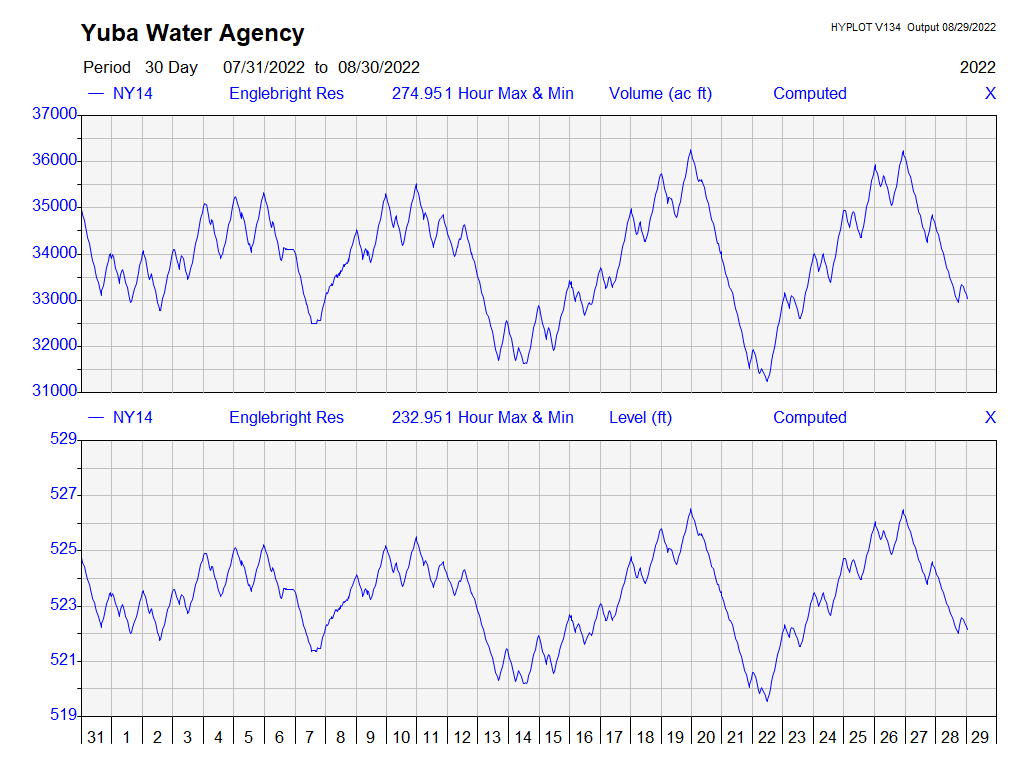 Yuba Water Agency
HYPLOT V134 Output 08/29/2022
Period 30 Day 07/31/2022 to 08/30/2022 2022
NY14 Englebright Res 274.951 Hour Max & Min Volume (ac ft) Computed X
37000
36000
35000
34000
33000
32000
31000
NY14 Englebright Res 232.951 Hour Max & Min Level (ft) Computed X
529
527
525
523
521
519
31 1 2 3 4 5 6 7 8 9 10 11 12 13 14 15 16 17 18 19 20 21 22 23 24 25 26 27 28 29